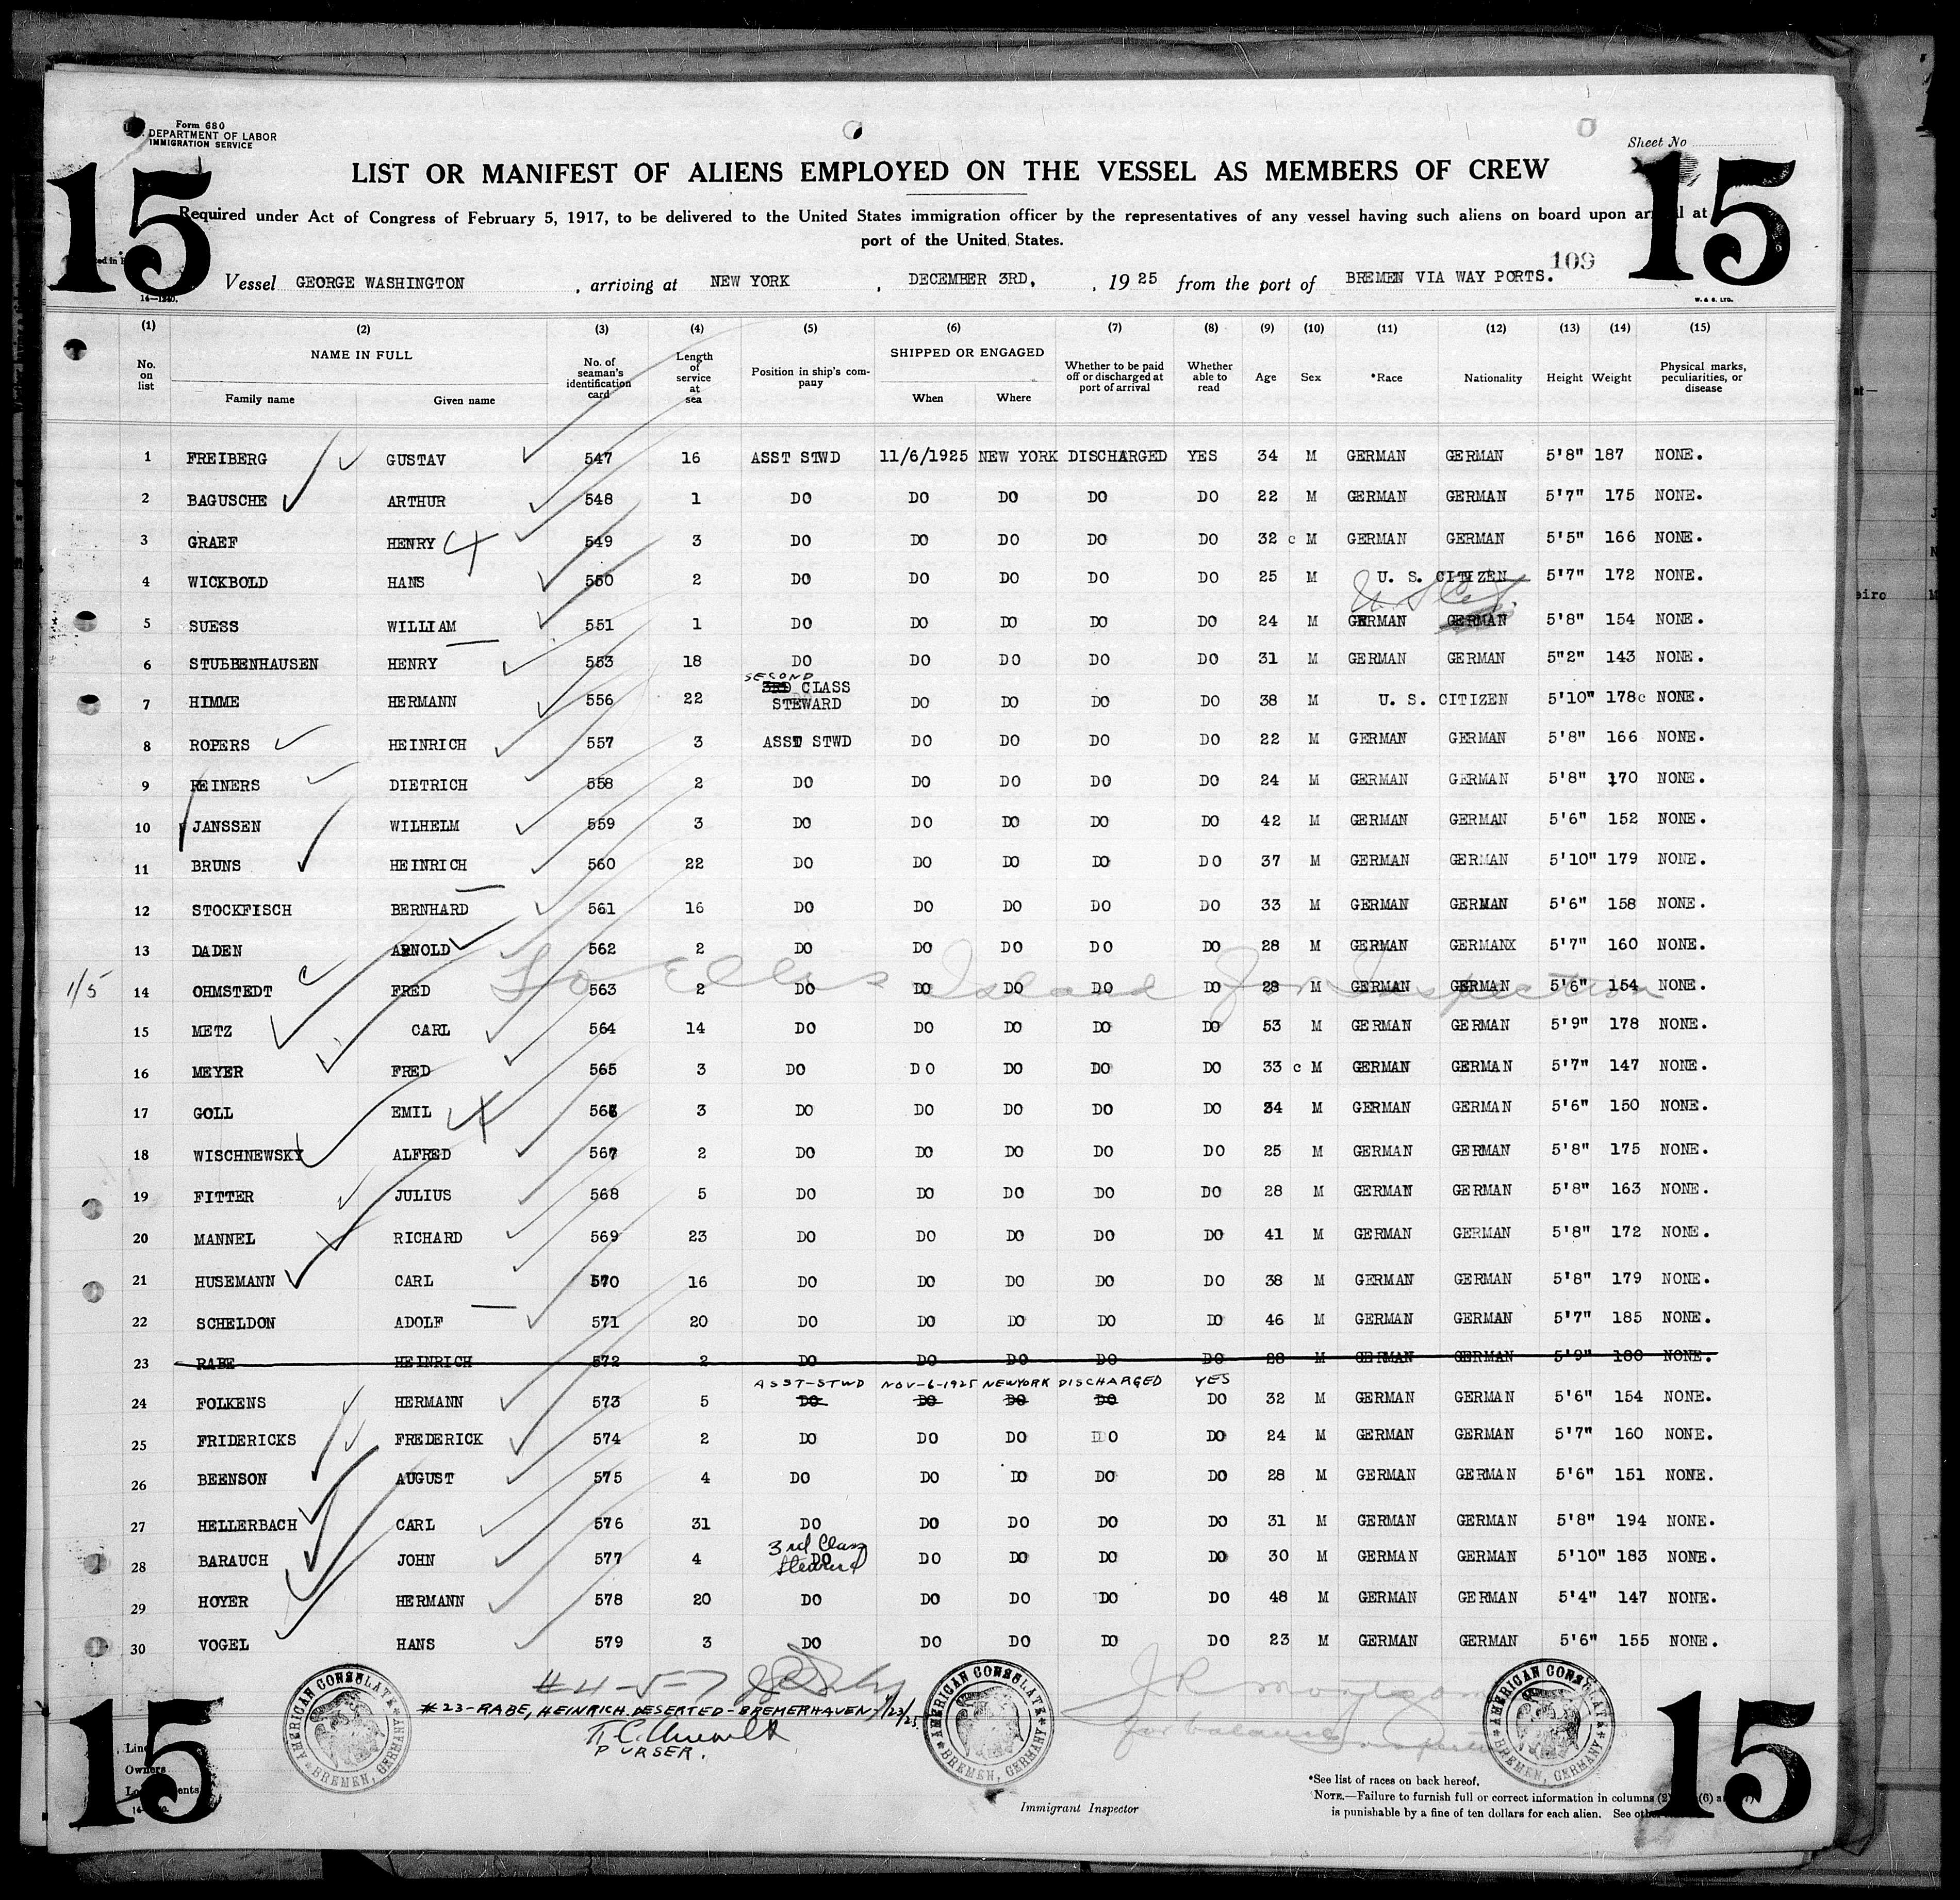 Form 680
DEPARTMENT OF LABOR
IMMIGRATION SERVICE
Sheet No
15 15
LIST OR MANIFEST OF ALIENS EMPLOYED ON THE VESSEL AS MEMBERS OF CREW
Required under Act of Congress of February 5, 1917, to be delivered to the United States immigration officer by the representatives of any vessel having such aliens on board upon at
port of the United States.
109
Vessel GEORGE WASHINGTON , arriving at NEW YORK , DECEMBER 3RD, , 1925 from the port of BREMEN VIA WAY PORTS.
14—1240. W. & S. LTD.
(1) (2) (3) (4) (5) (6) (7) (8) (9) (10) (11) (12) (13) (14) (15)
No. on list NAME IN FULL Family name Given name No. of seaman's identification card Length of service at sea Position in ship's company SHIPPED OR ENGAGED When Where Whether to be paid off or discharged at port of arrival Whether able to read Age Sex *Race Nationality Height Weight Physical marks, peculiarities, or disease
1 FREIBERG GUSTAV 547 16 ASST STWD 11/6/1925 NEW YORK DISCHARGED YES 34 M GERMAN GERMAN 5'8" 187 NONE.
2 BAGUSCHE ARTHUR 548 1 DO DO DO DO DO 22 M GERMAN GERMAN 5'7" 175 NONE.
3 GRAEF HENRY 549 3 DO DO DO DO DO 32 c M GERMAN GERMAN 5'5" 166 NONE.
4 WICKBOLD HANS 550 2 DO DO DO DO DO 25 M U. S. CITIZEN 5'7" 172 NONE.
5 SUESS WILLIAM 551 1 DO DO DO DO DO 24 M GERMAN GERMAN 5'8" 154 NONE.
6 STUBBENHAUSEN HENRY 553 18 DO DO DO DO DO 31 M GERMAN GERMAN 5"2" 143 NONE.
7 HIMME HERMANN 556 22 SECOND 3RD CLASS STEWARD DO DO DO DO 38 M U. S. CITIZEN 5'10" 178c NONE.
8 ROPERS HEINRICH 557 3 ASST STWD DO DO DO DO 22 M GERMAN GERMAN 5'8" 166 NONE.
9 REINERS DIETRICH 558 2 DO DO DO DO DO 24 M GERMAN GERMAN 5'8" 170 NONE.
10 JANSSEN WILHELM 559 3 DO DO DO DO DO 42 M GERMAN GERMAN 5'6" 152 NONE.
11 BRUNS HEINRICH 560 22 DO DO DO DO DO 37 M GERMAN GERMAN 5'10" 179 NONE.
12 STOCKFISCH BERNHARD 561 16 DO DO DO DO DO 33 M GERMAN GERMAN 5'6" 158 NONE.
13 DADEN ARNOLD 562 2 DO DO DO DO DO 28 M GERMAN GERMANX 5'7" 160 NONE.
To Ellis Island for Inspection
1/5 14 OHMSTEDT FRED 563 2 DO DO DO DO DO 28 M GERMAN GERMAN 5'6" 154 NONE.
15 METZ CARL 564 14 DO DO DO DO DO 53 M GERMAN GERMAN 5'9" 178 NONE.
16 MEYER FRED 565 3 DO DO DO DO DO 33 c M GERMAN GERMAN 5'7" 147 NONE.
17 GOLL EMIL 566 3 DO DO DO DO DO 34 M GERMAN GERMAN 5'6" 150 NONE.
18 WISCHNEWSKY ALFRED 567 2 DO DO DO DO DO 25 M GERMAN GERMAN 5'8" 175 NONE.
19 FITTER JULIUS 568 5 DO DO DO DO DO 28 M GERMAN GERMAN 5'8" 163 NONE.
20 MANNEL RICHARD 569 23 DO DO DO DO DO 41 M GERMAN GERMAN 5'8" 172 NONE.
21 HUSEMANN CARL 570 16 DO DO DO DO DO 38 M GERMAN GERMAN 5'8" 179 NONE.
22 SCHELDON ADOLF 571 20 DO DO DO DO DO 46 M GERMAN GERMAN 5'7" 185 NONE.
23 RABE HEINRICH 572 2 DO DO DO DO DO 28 M GERMAN GERMAN 5'9" 180 NONE.
ASST-STWD NOV-6-1925 NEWYORK DISCHARGED YES
24 FOLKENS HERMANN 573 5 DO DO DO DO DO 32 M GERMAN GERMAN 5'6" 154 NONE.
25 FRIDERICKS FREDERICK 574 2 DO DO DO DO DO 24 M GERMAN GERMAN 5'7" 160 NONE.
26 BEENSON AUGUST 575 4 DO DO DO DO DO 28 M GERMAN GERMAN 5'6" 151 NONE.
27 HELLERBACH CARL 576 31 DO DO DO DO DO 31 M GERMAN GERMAN 5'8" 194 NONE.
28 BARAUCH JOHN 577 4 3rd Class Steward DO DO DO DO DO 30 M GERMAN GERMAN 5'10" 183 NONE.
29 HOYER HERMANN 578 20 DO DO DO DO DO 48 M GERMAN GERMAN 5'4" 147 NONE.
30 VOGEL HANS 579 3 DO DO DO DO DO 23 M GERMAN GERMAN 5'6" 155 NONE.
#4-5-7
#23-RABE, HEINRICH. DESERTED-BREMERHAVEN
PURSER.
for balance
AMERICAN CONSULATE BREMEN, GERMANY
AMERICAN CONSULATE BREMEN, GERMANY
AMERICAN CONSULATE BREMEN, GERMANY
Line
Owners
Immigrant Inspector
*See list of races on back hereof.
NOTE.—Failure to furnish full or correct information in columns (6)
is punishable by a fine of ten dollars for each alien. See
15 15